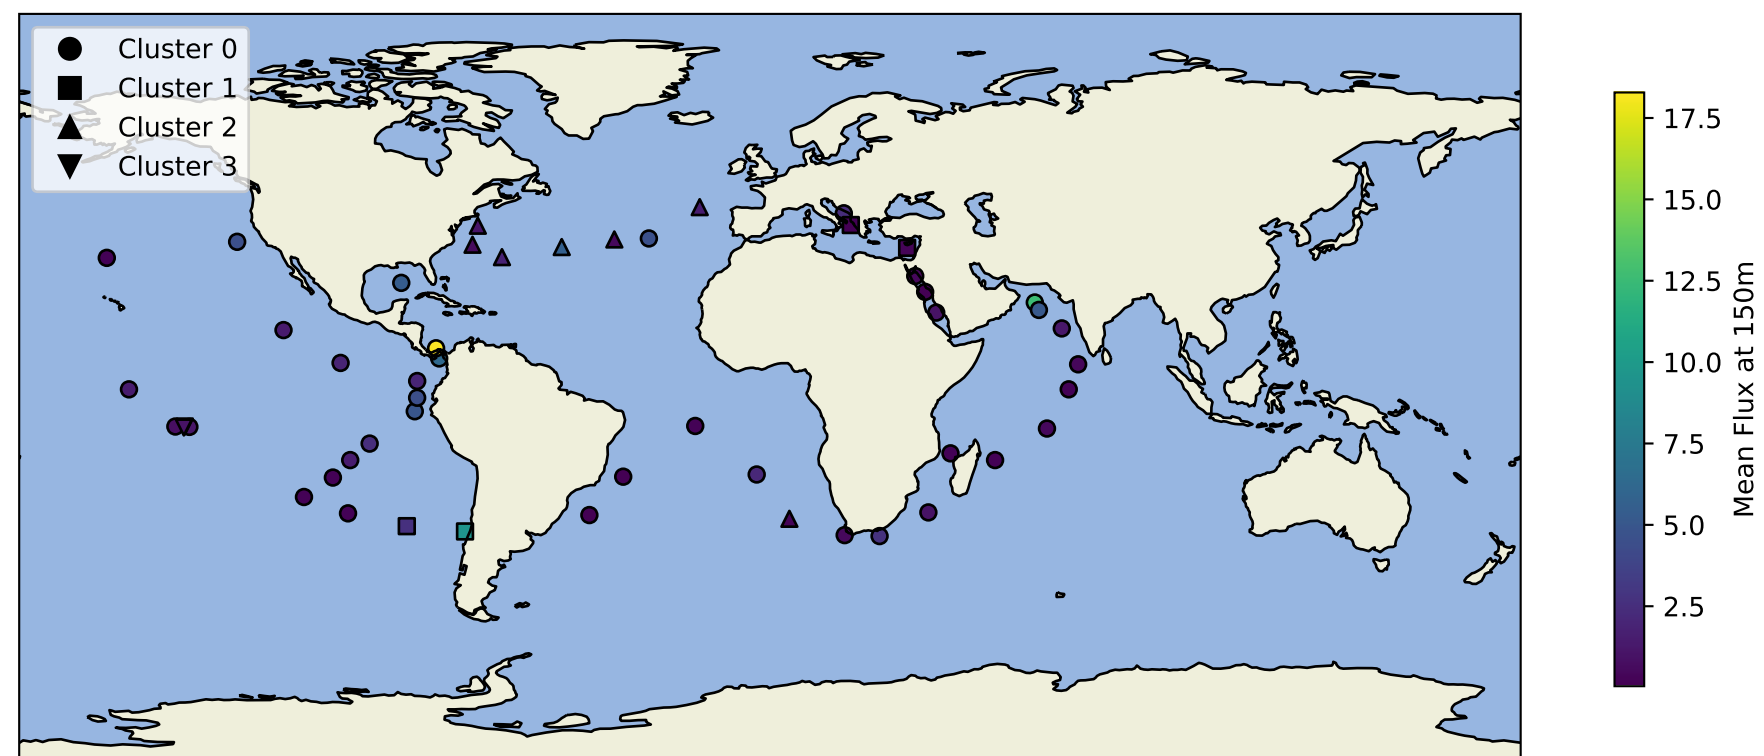 Cluster 0
Cluster 1
Cluster 2
Cluster 3
17.5
15.0
12.5
10.0
7.5
5.0
2.5
Mean Flux at 150m